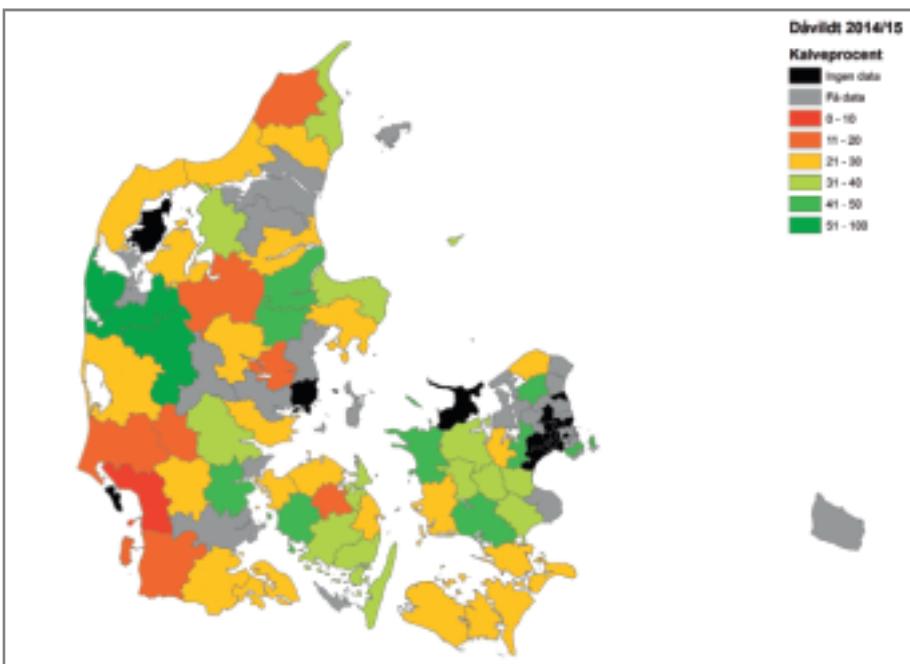 Dåvildt 2014/15
Kalveprocent
Ingen data
Få data
0 - 10
11 - 20
21 - 30
31 - 40
41 - 50
51 - 100